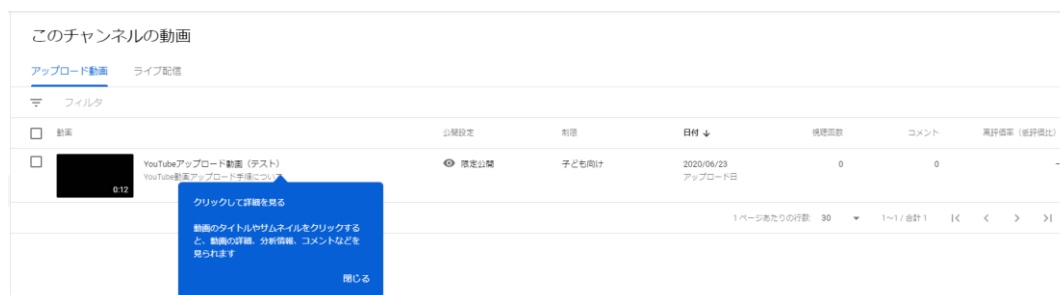 このチャンネルの動画
アップロード動画 ライブ配信
フィルタ
動画 公開設定 制限 日付 ↓ 視聴回数 コメント 高評価率（低評価比）
YouTubeアップロード動画（テスト） 限定公開 子ども向け 2020/06/23 0 0 –
YouTube動画アップロード手順について アップロード日
0:12
クリックして詳細を見る
動画のタイトルやサムネイルをクリックする
と、動画の詳細、分析情報、コメントなどを
見られます
閉じる
1 ページあたりの行数: 30 1～1 / 合計 1